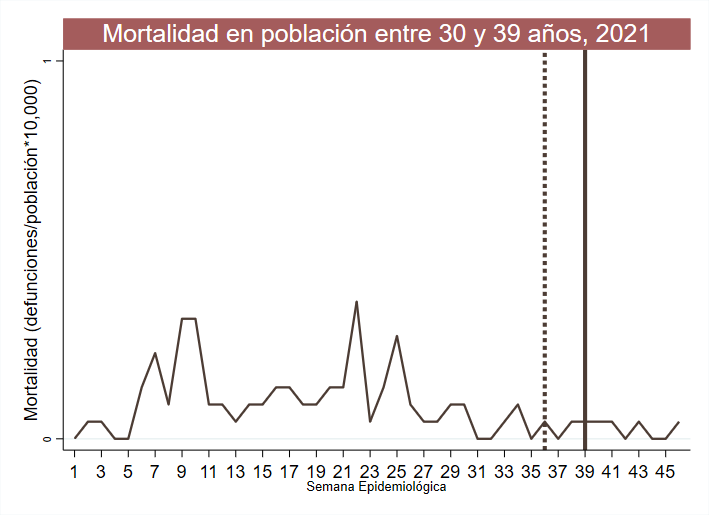 Mortalidad en población entre 30 y 39 años, 2021
Mortalidad (defunciones/población*10,000)
1
0
1 3 5 7 9 11 13 15 17 19 21 23 25 27 29 31 33 35 37 39 41 43 45
Semana Epidemiológica